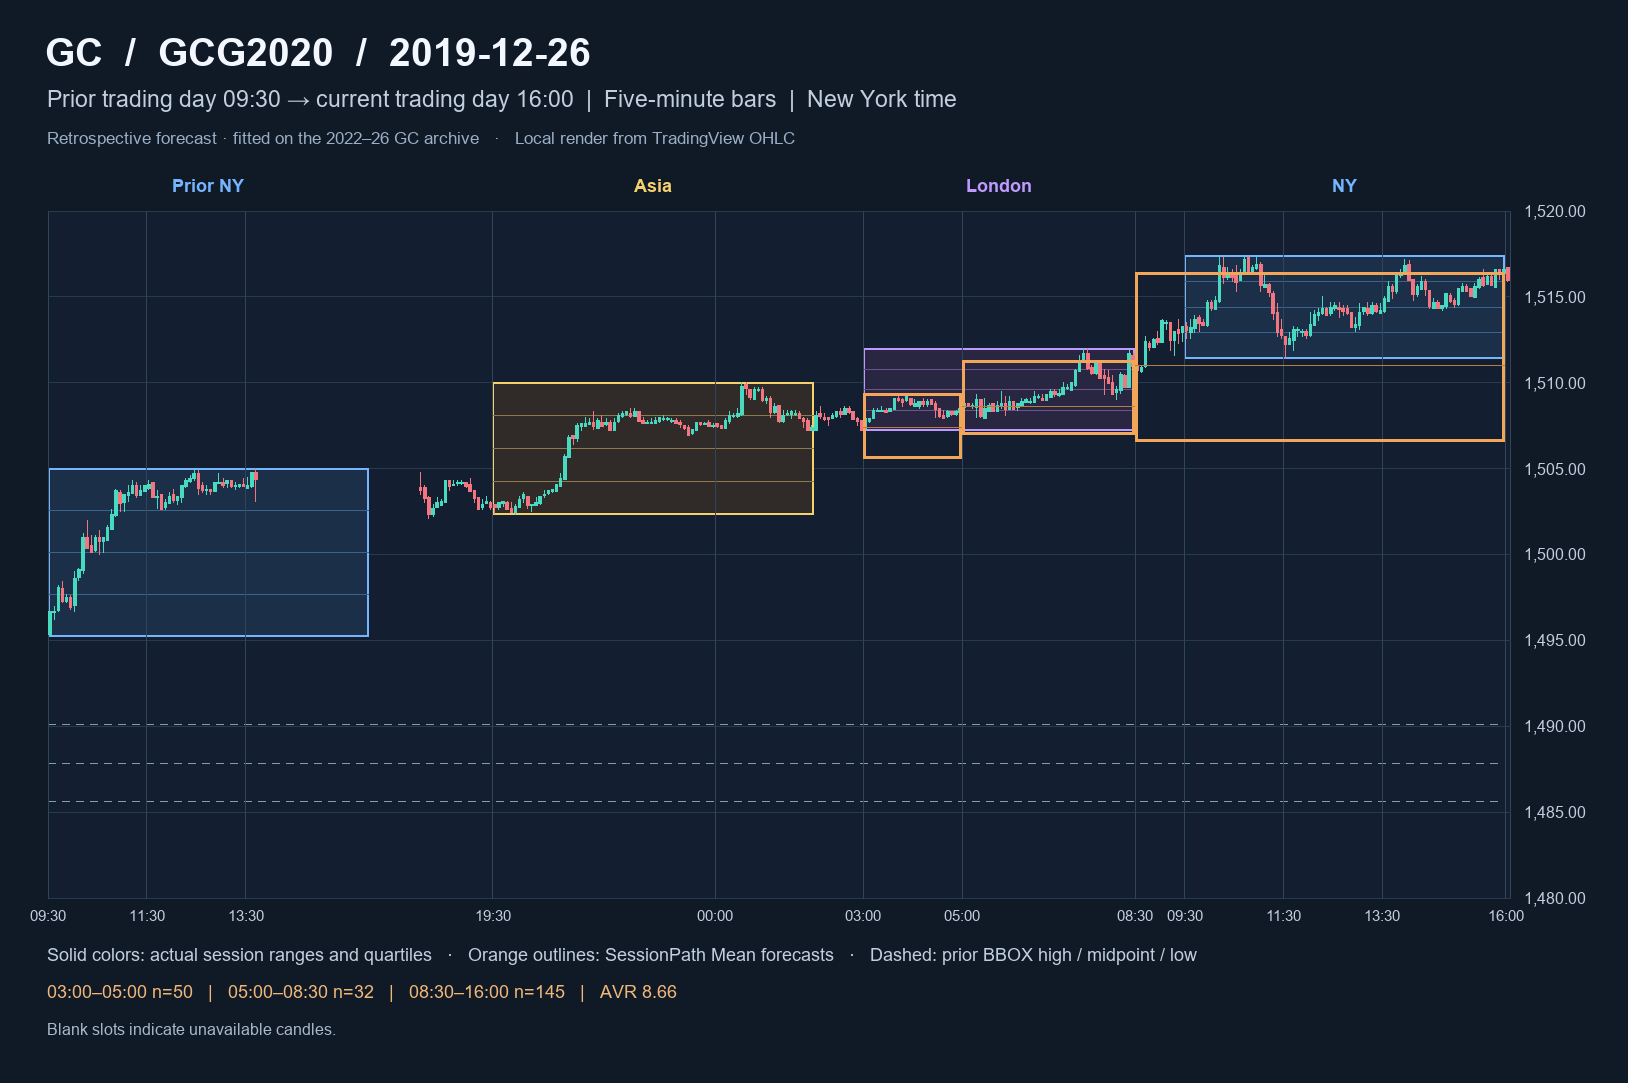 GC / GCG2020 / 2019-12-26
Prior trading day 09:30 → current trading day 16:00 | Five-minute bars | New York time
Retrospective forecast · fitted on the 2022–26 GC archive · Local render from TradingView OHLC
Prior NY Asia London NY
1,520.00
1,515.00
1,510.00
1,505.00
1,500.00
1,495.00
1,490.00
1,485.00
1,480.00
09:30 11:30 13:30 19:30 00:00 03:00 05:00 08:30 09:30 11:30 13:30 16:00
Solid colors: actual session ranges and quartiles · Orange outlines: SessionPath Mean forecasts · Dashed: prior BBOX high / midpoint / low
03:00–05:00 n=50 | 05:00–08:30 n=32 | 08:30–16:00 n=145 | AVR 8.66
Blank slots indicate unavailable candles.